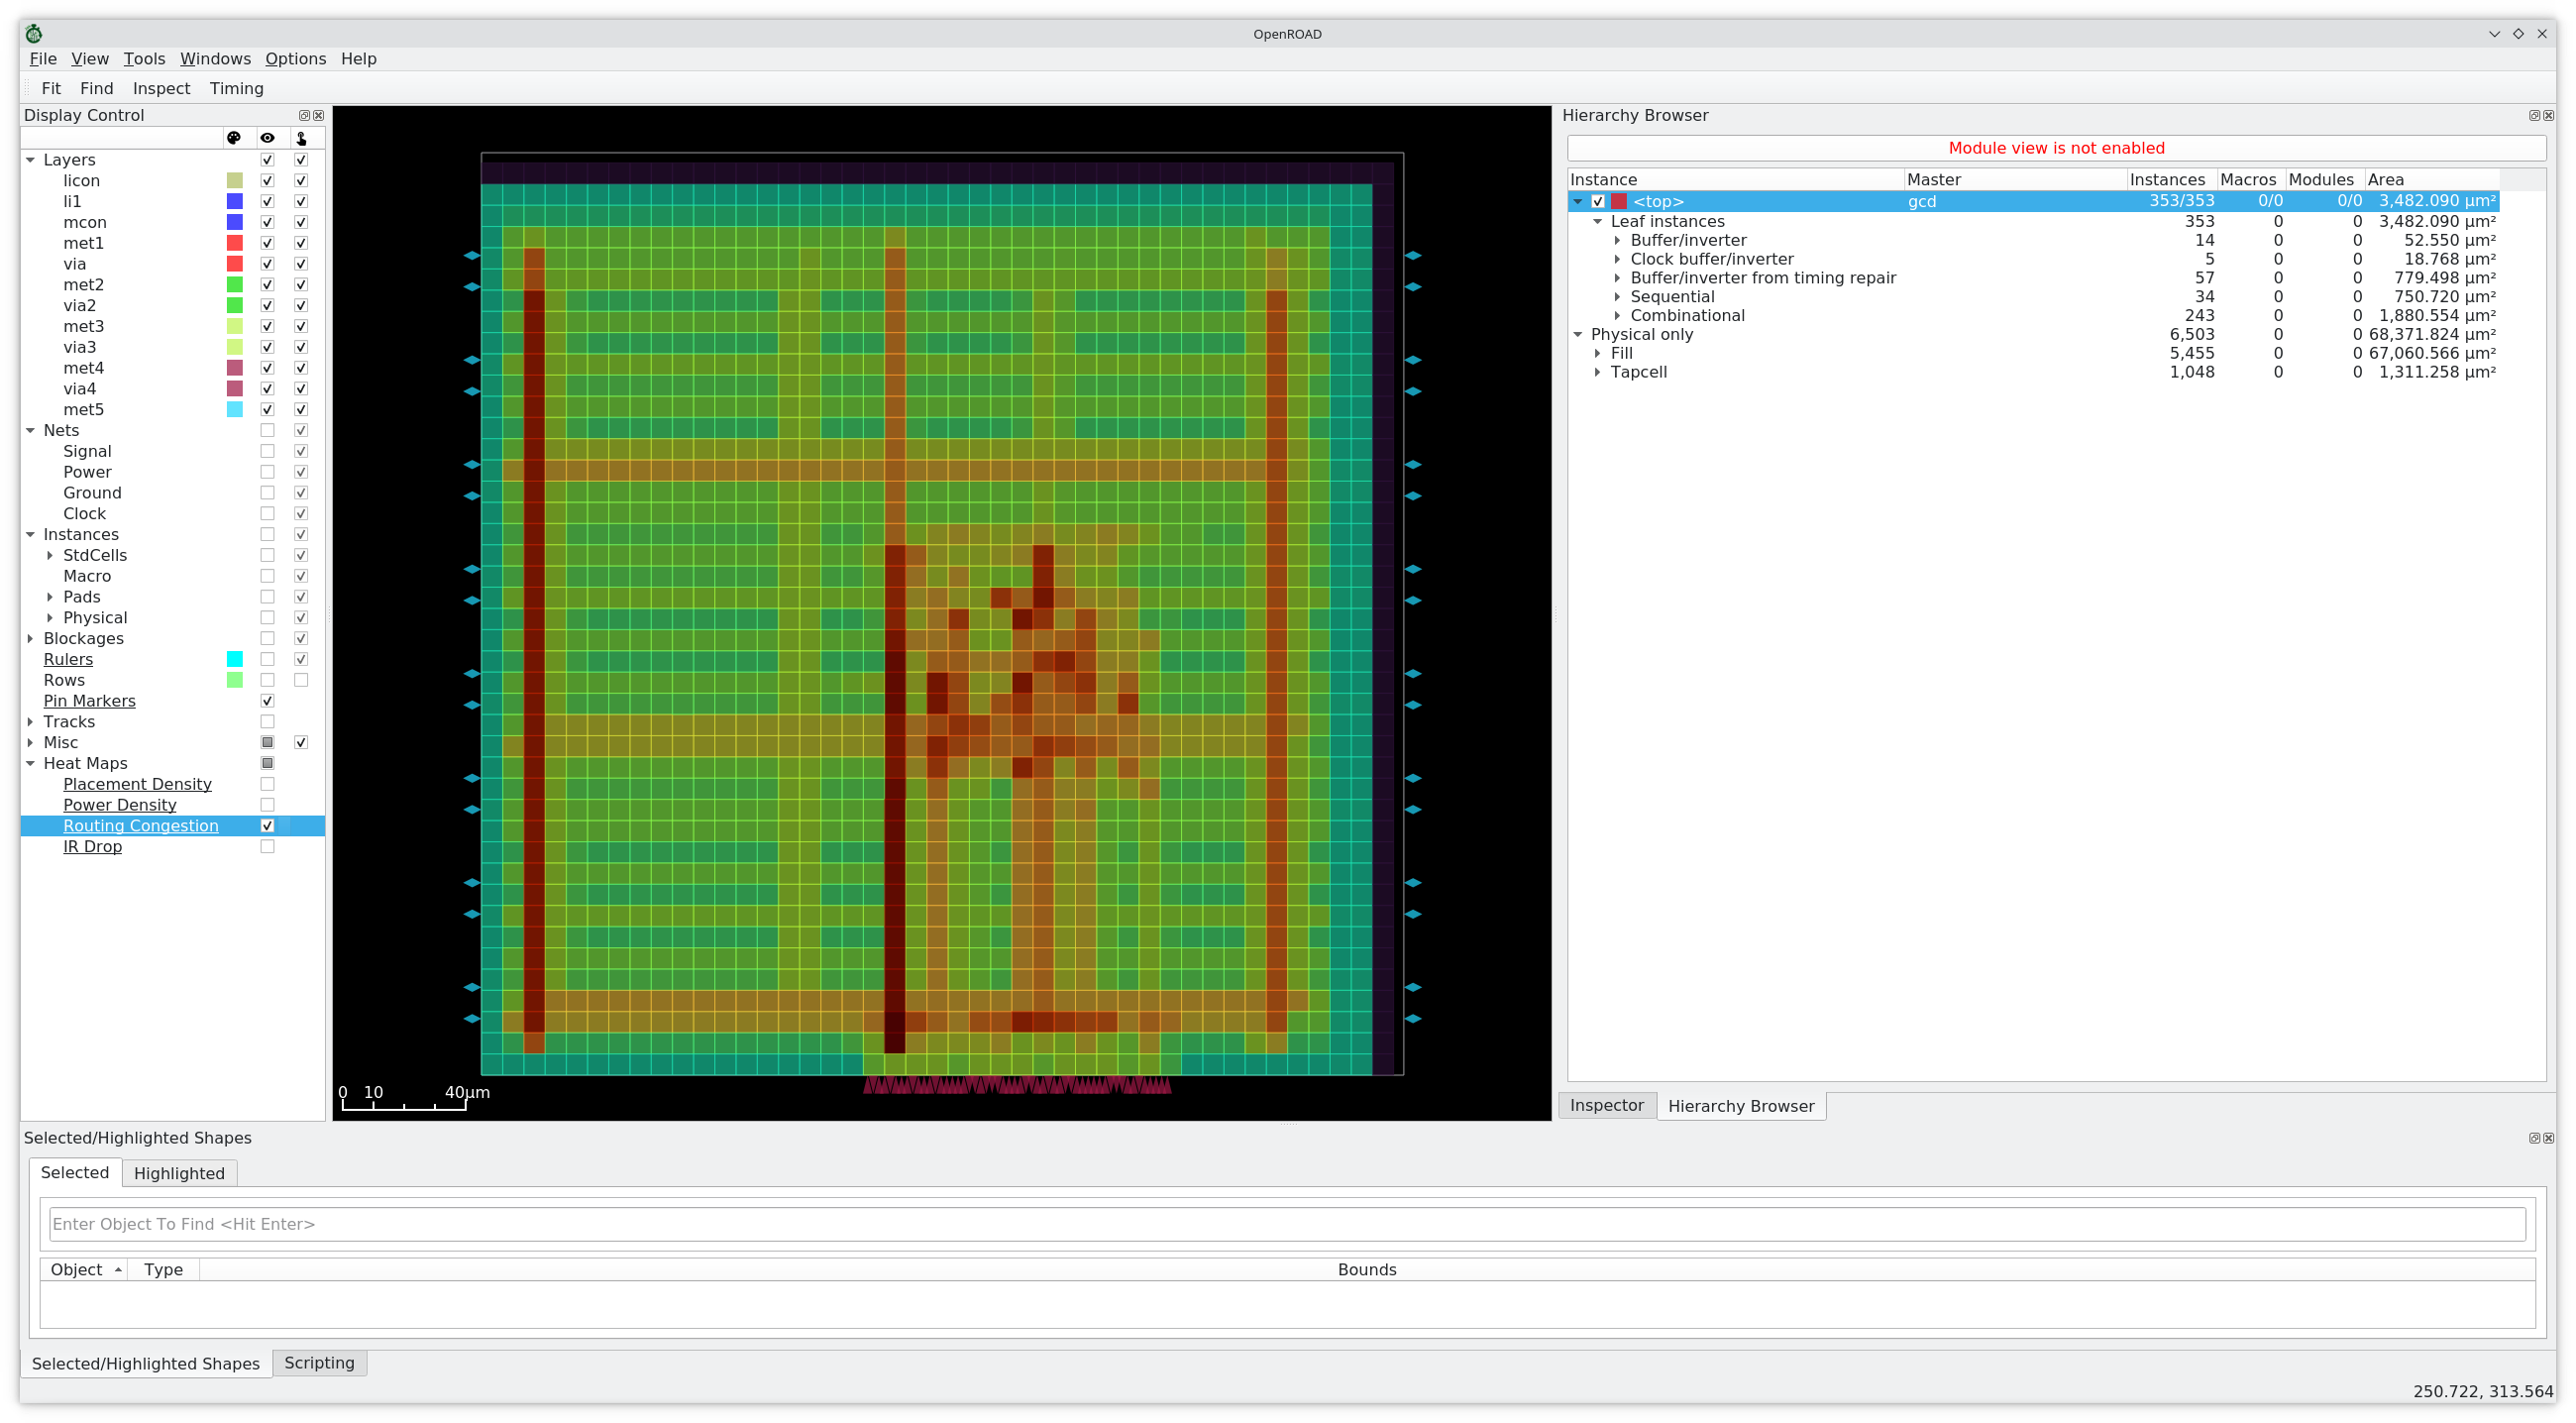 OpenROAD
File View Tools Windows Options Help
Fit Find Inspect Timing
Display Control
Layers
licon
li1
mcon
met1
via
met2
via2
met3
via3
met4
via4
met5
Nets
Signal
Power
Ground
Clock
Instances
StdCells
Macro
Pads
Physical
Blockages
Rulers
Rows
Pin Markers
Tracks
Misc
Heat Maps
Placement Density
Power Density
Routing Congestion
IR Drop
0 10 40µm
Hierarchy Browser
Module view is not enabled
Instance Master Instances Macros Modules Area
<top> gcd 353/353 0/0 0/0 3,482.090 µm²
Leaf instances 353 0 0 3,482.090 µm²
Buffer/inverter 14 0 0 52.550 µm²
Clock buffer/inverter 5 0 0 18.768 µm²
Buffer/inverter from timing repair 57 0 0 779.498 µm²
Sequential 34 0 0 750.720 µm²
Combinational 243 0 0 1,880.554 µm²
Physical only 6,503 0 0 68,371.824 µm²
Fill 5,455 0 0 67,060.566 µm²
Tapcell 1,048 0 0 1,311.258 µm²
Inspector Hierarchy Browser
Selected/Highlighted Shapes
Selected Highlighted
Enter Object To Find <Hit Enter>
Object Type Bounds
Selected/Highlighted Shapes Scripting
250.722, 313.564